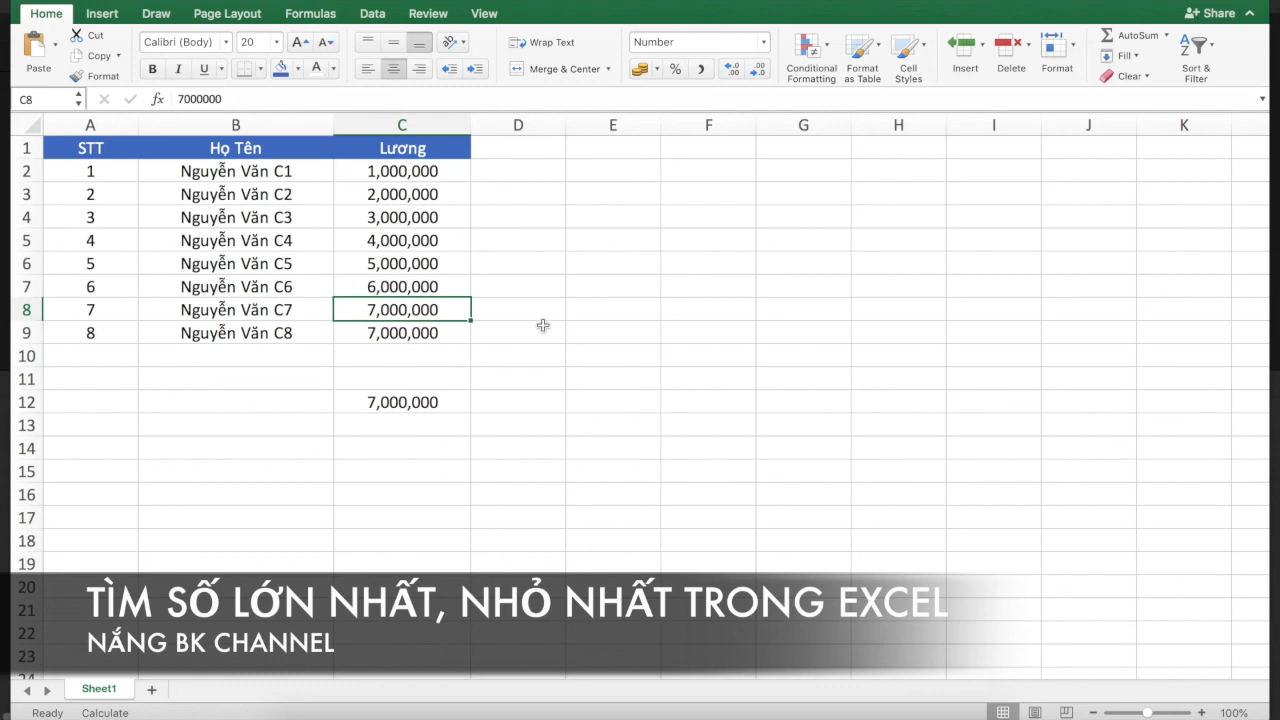 Home Insert Draw Page Layout Formulas Data Review View Share
Cut
Copy
Format
Paste
Calibri (Body) 20
B I U
Wrap Text
Merge & Center
Number
Conditional Formatting
Format as Table
Cell Styles
Insert
Delete
Format
AutoSum
Fill
Clear
Sort & Filter
C8 fx 7000000
A B C D E F G H I J K
1 STT Họ Tên Lương
2 1 Nguyễn Văn C1 1,000,000
3 2 Nguyễn Văn C2 2,000,000
4 3 Nguyễn Văn C3 3,000,000
5 4 Nguyễn Văn C4 4,000,000
6 5 Nguyễn Văn C5 5,000,000
7 6 Nguyễn Văn C6 6,000,000
8 7 Nguyễn Văn C7 7,000,000
9 8 Nguyễn Văn C8 7,000,000
10
11
12 7,000,000
13
14
15
16
17
18
19
20
TÌM SỐ LỚN NHẤT, NHỎ NHẤT TRONG EXCEL
21
22
NẮNG BK CHANNEL
23
24
Sheet1
Ready Calculate 100%